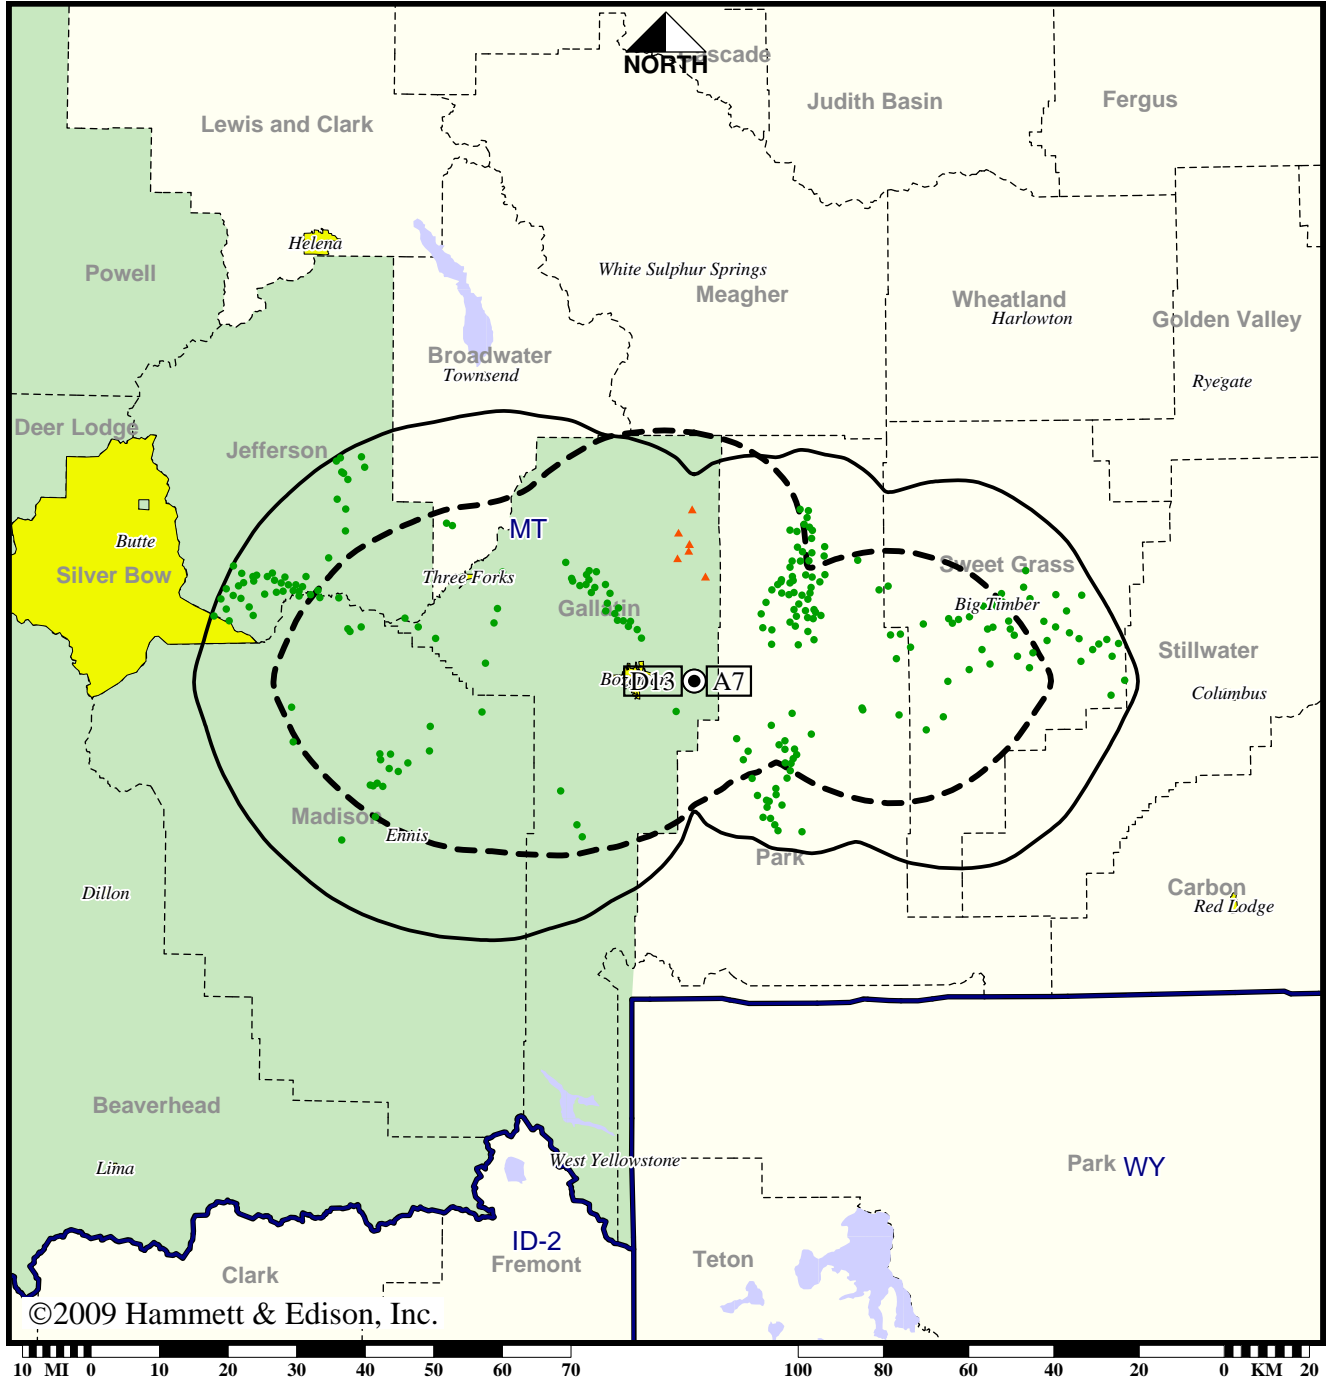 NORTH
Cascade
Judith Basin
Fergus
Lewis and Clark
Helena
Powell
White Sulphur Springs
Meagher
Wheatland
Harlowton
Golden Valley
Broadwater
Townsend
Ryegate
Deer Lodge
Jefferson
MT
Butte
Silver Bow
Three Forks
Sweet Grass
Big Timber
Gallatin
Stillwater
Bozeman
D13
A7
Columbus
Madison
Ennis
Park
Dillon
Carbon
Red Lodge
Beaverhead
Lima
West Yellowstone
Park WY
ID-2
Fremont
Teton
Clark
©2009 Hammett & Edison, Inc.
10 MI 0 10 20 30 40 50 60 70 100 80 60 40 20 0 KM 20